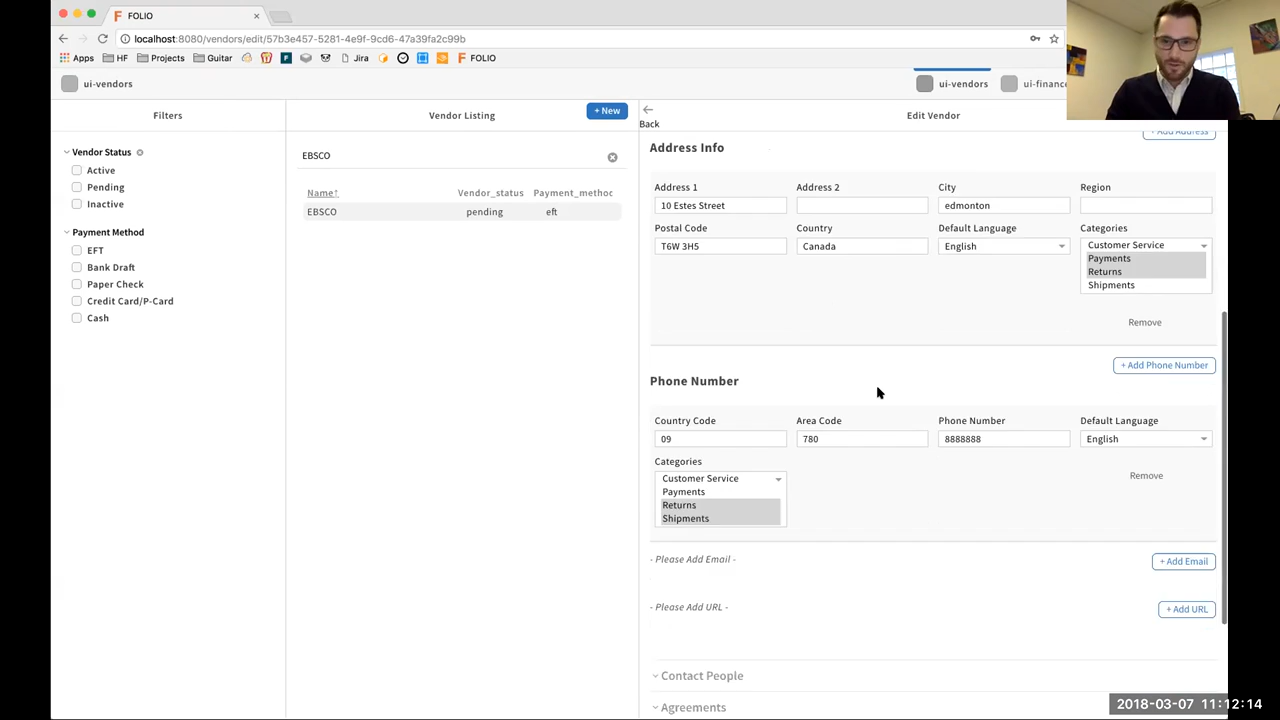 FOLIO
localhost:8080/vendors/edit/57b3e457-5281-4e9f-9cd6-47a39fa2c99b
Apps HF Projects Guitar Jira FOLIO
ui-vendors ui-vendors ui-finance
Filters Vendor Listing + New Back Edit Vendor
+ Add Address
Vendor Status
Active
Pending
Inactive
Payment Method
EFT
Bank Draft
Paper Check
Credit Card/P-Card
Cash
EBSCO
Name↑ Vendor_status Payment_method
EBSCO pending eft
Address Info
Address 1 Address 2 City Region
10 Estes Street edmonton
Postal Code Country Default Language Categories
T6W 3H5 Canada English Customer Service
Payments
Returns
Shipments
Remove
+ Add Phone Number
Phone Number
Country Code Area Code Phone Number Default Language
09 780 8888888 English
Categories
Customer Service
Payments
Returns
Shipments
Remove
- Please Add Email - + Add Email
- Please Add URL - + Add URL
Contact People
Agreements
2018-03-07 11:12:14